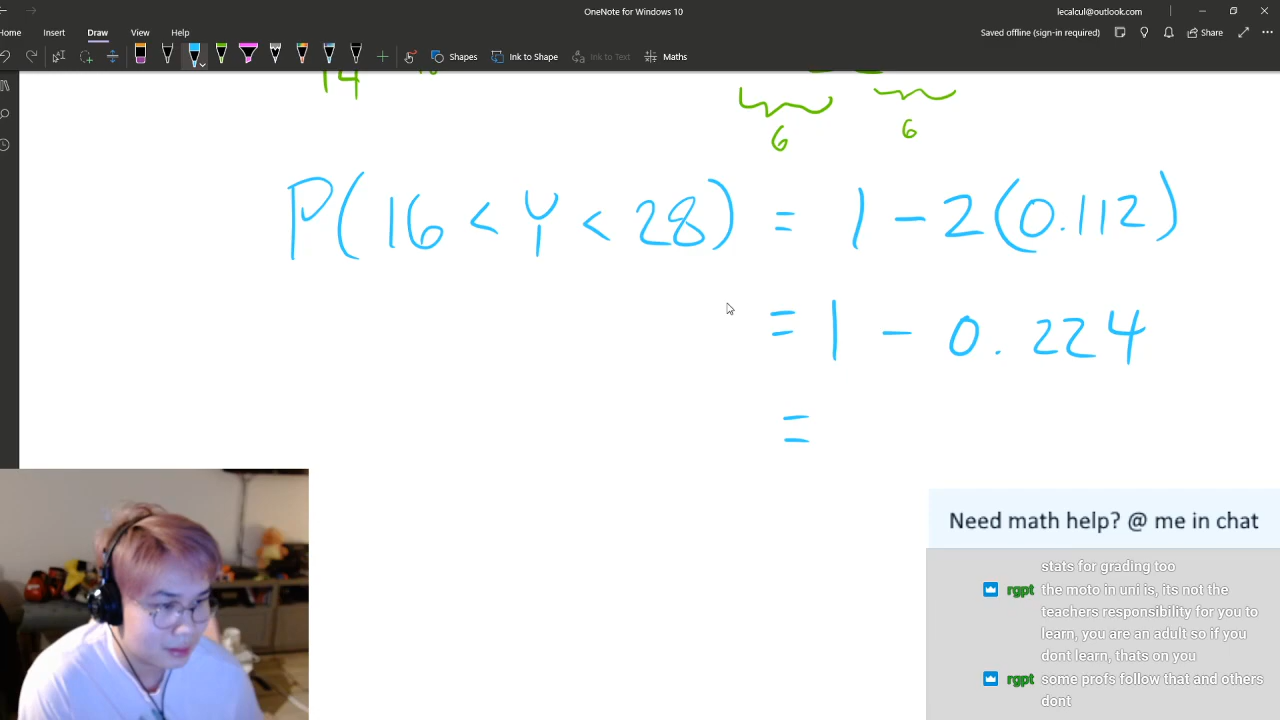 OneNote for Windows 10
lecalcul@outlook.com
Home Insert Draw View Help
Saved offline (sign-in required) Share
Shapes Ink to Shape Ink to Text Maths
14
6 6
P(16 < Y < 28) = 1 - 2(0.112)
= 1 - 0.224
=
Need math help? @ me in chat
stats for grading too
rgpt the moto in uni is, its not the
teachers responsibility for you to
learn, you are an adult so if you
dont learn, thats on you
rgpt some profs follow that and others
dont